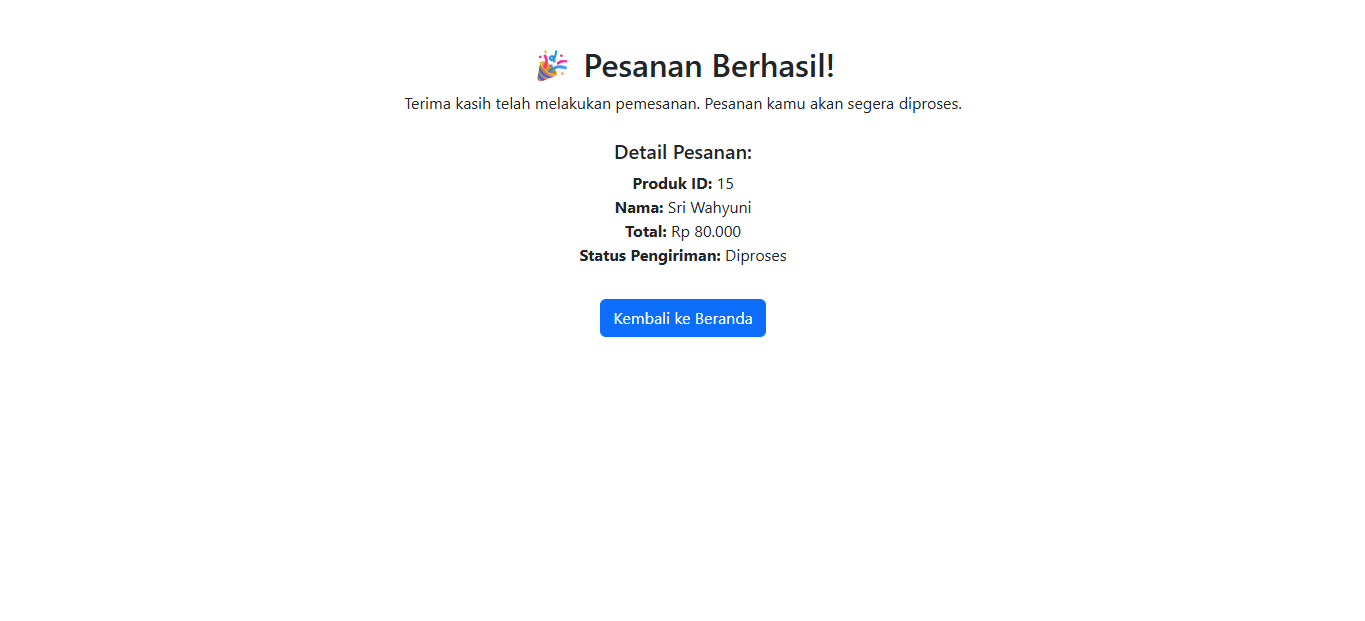 🎉 Pesanan Berhasil!
Terima kasih telah melakukan pemesanan. Pesanan kamu akan segera diproses.
Detail Pesanan:
Produk ID: 15
Nama: Sri Wahyuni
Total: Rp 80.000
Status Pengiriman: Diproses
Kembali ke Beranda